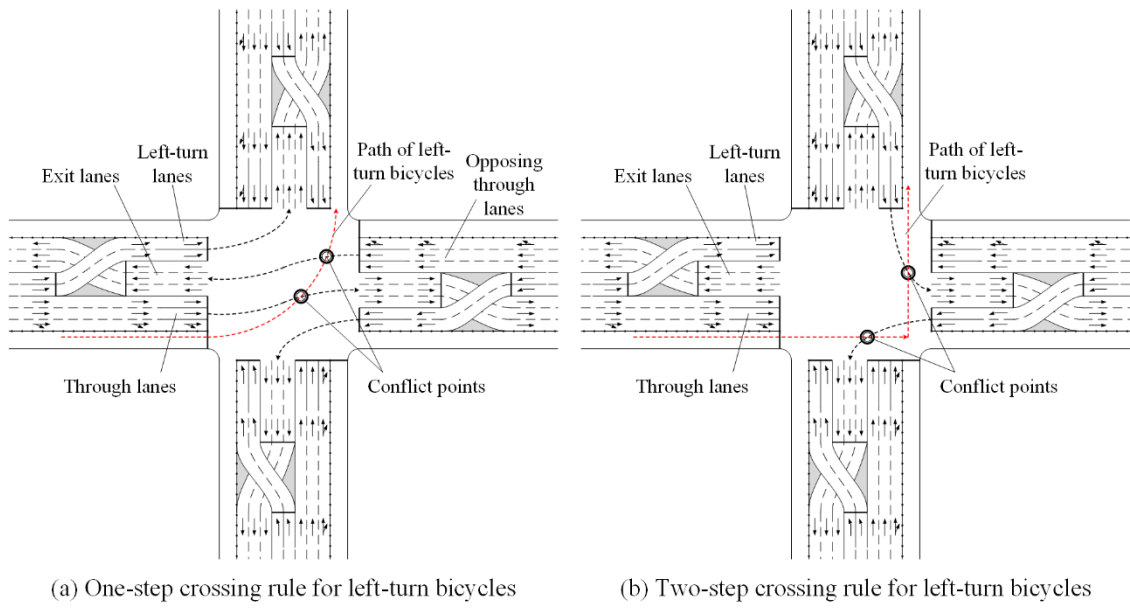 Left-turn
lanes
Exit lanes
Path of left-
turn bicycles
Opposing
through
lanes
Through lanes
Conflict points
(a) One-step crossing rule for left-turn bicycles
Left-turn
lanes
Exit lanes
Path of left-
turn bicycles
Through lanes
Conflict points
(b) Two-step crossing rule for left-turn bicycles